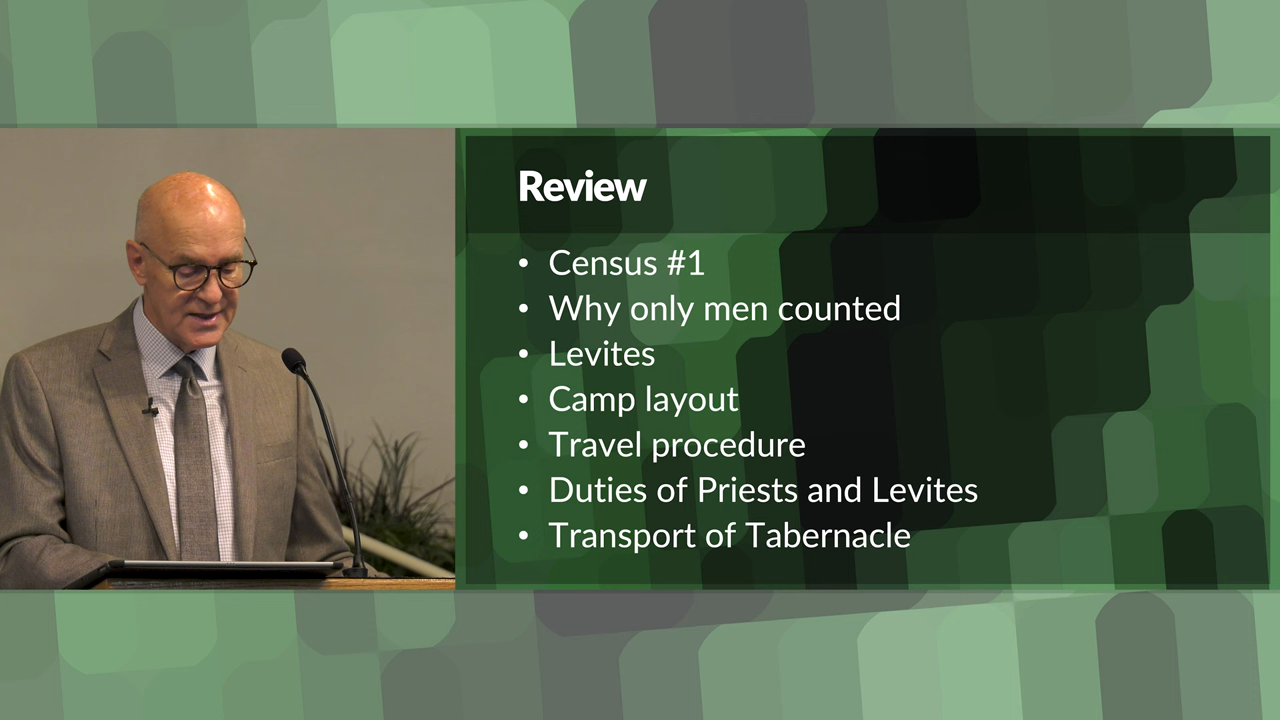 Review
• Census #1
• Why only men counted
• Levites
• Camp layout
• Travel procedure
• Duties of Priests and Levites
• Transport of Tabernacle